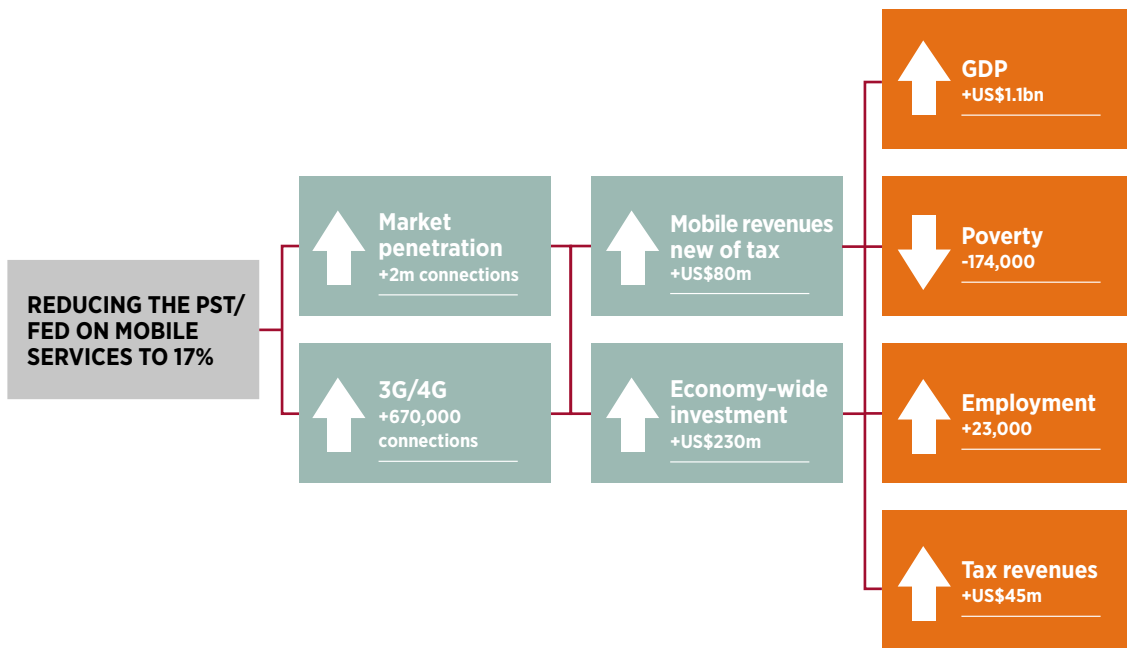 REDUCING THE PST/
FED ON MOBILE
SERVICES TO 17%
Market
penetration
+2m connections
3G/4G
+670,000
connections
Mobile revenues
new of tax
+US$80m
Economy-wide
investment
+US$230m
GDP
+US$1.1bn
Poverty
-174,000
Employment
+23,000
Tax revenues
+US$45m